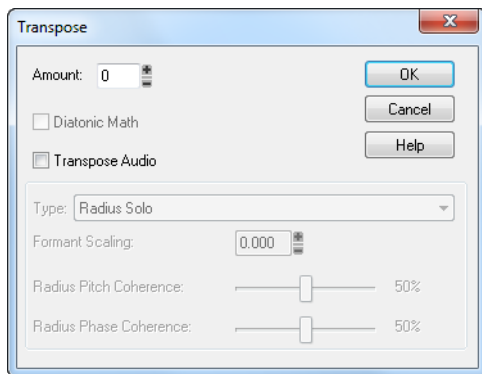 Transpose
Amount: 0
OK
Diatonic Math
Cancel
Transpose Audio
Help
Type: Radius Solo
Formant Scaling: 0.000
Radius Pitch Coherence: 50%
Radius Phase Coherence: 50%